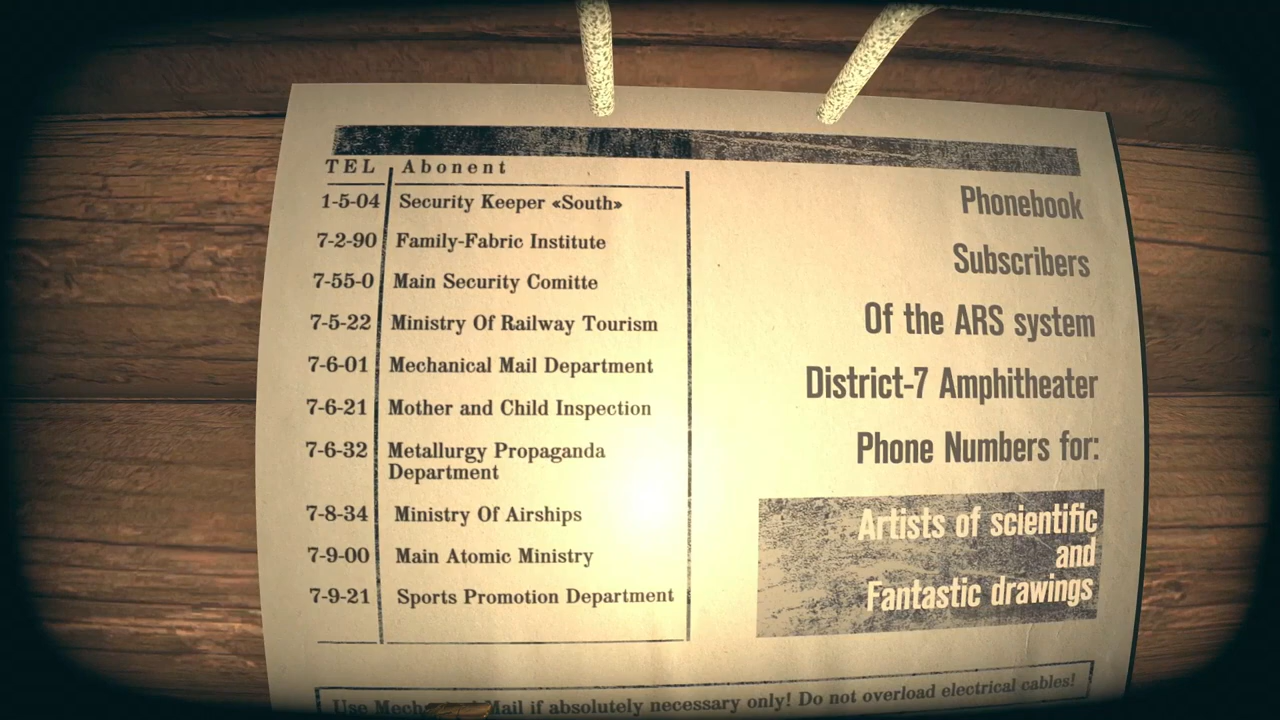 TEL Abonent
1-5-04 Security Keeper «South»
7-2-90 Family-Fabric Institute
7-55-0 Main Security Comitte
7-5-22 Ministry Of Railway Tourism
7-6-01 Mechanical Mail Department
7-6-21 Mother and Child Inspection
7-6-32 Metallurgy Propaganda
Department
7-8-34 Ministry Of Airships
7-9-00 Main Atomic Ministry
7-9-21 Sports Promotion Department
Phonebook
Subscribers
Of the ARS system
District-7 Amphitheater
Phone Numbers for:
Artists of scientific
and
Fantastic drawings
Use Mail if absolutely necessary only! Do not overload electrical cables!